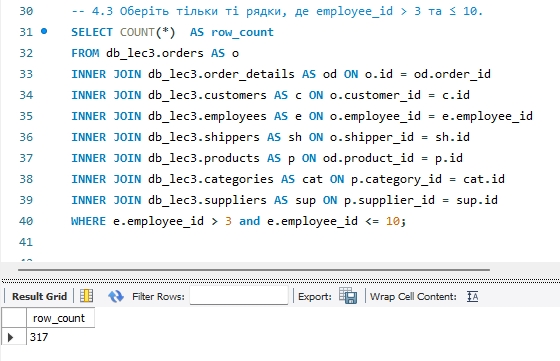 30 -- 4.3 Оберіть тільки ті рядки, де employee_id > 3 та ≤ 10.
31 SELECT COUNT(*)  AS row_count
32 FROM db_lec3.orders AS o
33 INNER JOIN db_lec3.order_details AS od ON o.id = od.order_id
34 INNER JOIN db_lec3.customers AS c ON o.customer_id = c.id
35 INNER JOIN db_lec3.employees AS e ON o.employee_id = e.employee_id
36 INNER JOIN db_lec3.shippers AS sh ON o.shipper_id = sh.id
37 INNER JOIN db_lec3.products AS p ON od.product_id = p.id
38 INNER JOIN db_lec3.categories AS cat ON p.category_id = cat.id
39 INNER JOIN db_lec3.suppliers AS sup ON p.supplier_id = sup.id
40 WHERE e.employee_id > 3 and e.employee_id <= 10;
41
Result Grid Filter Rows: Export: Wrap Cell Content: IA
row_count
317